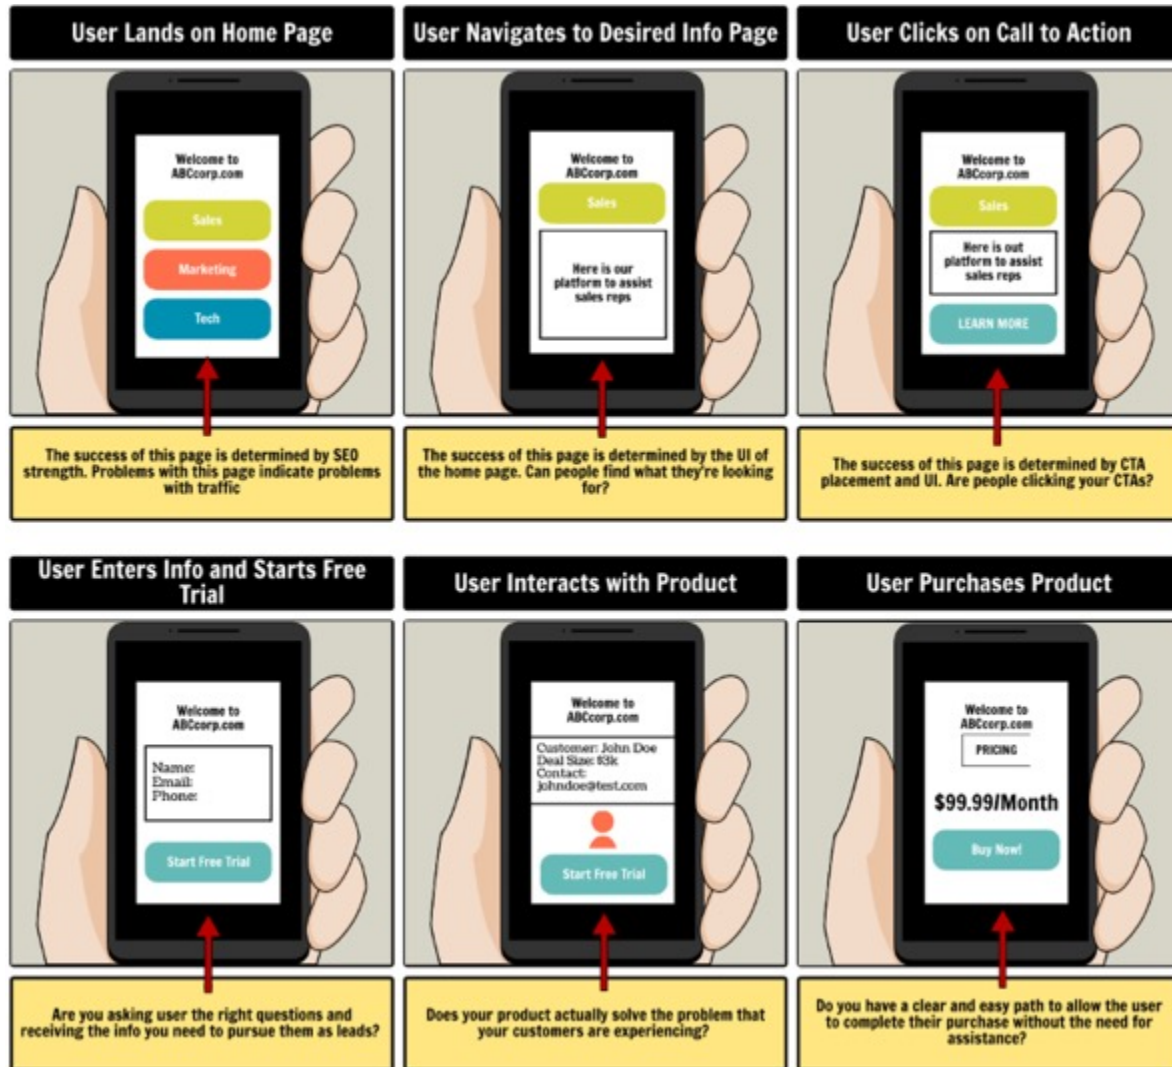 User Lands on Home Page
Welcome to
ABCcorp.com
Sales
Marketing
Tech
The success of this page is determined by SEO
strength. Problems with this page indicate problems
with traffic
User Navigates to Desired Info Page
Welcome to
ABCcorp.com
Sales
Here is our
platform to assist
sales reps
The success of this page is determined by the UI of
the home page. Can people find what they're looking
for?
User Clicks on Call to Action
Welcome to
ABCcorp.com
Sales
Here is out
platform to assist
sales reps
LEARN MORE
The success of this page is determined by CTA
placement and UI. Are people clicking your CTAs?
User Enters Info and Starts Free
Trial
Welcome to
ABCcorp.com
Name:
Email:
Phone:
Start Free Trial
Are you asking user the right questions and
receiving the info you need to pursue them as leads?
User Interacts with Product
Welcome to
ABCcorp.com
Customer: John Doe
Deal Size: $3k
Contact:
johndoe@test.com
Start Free Trial
Does your product actually solve the problem that
your customers are experiencing?
User Purchases Product
Welcome to
ABCcorp.com
PRICING
$99.99/Month
Buy Now!
Do you have a clear and easy path to allow the user
to complete their purchase without the need for
assistance?